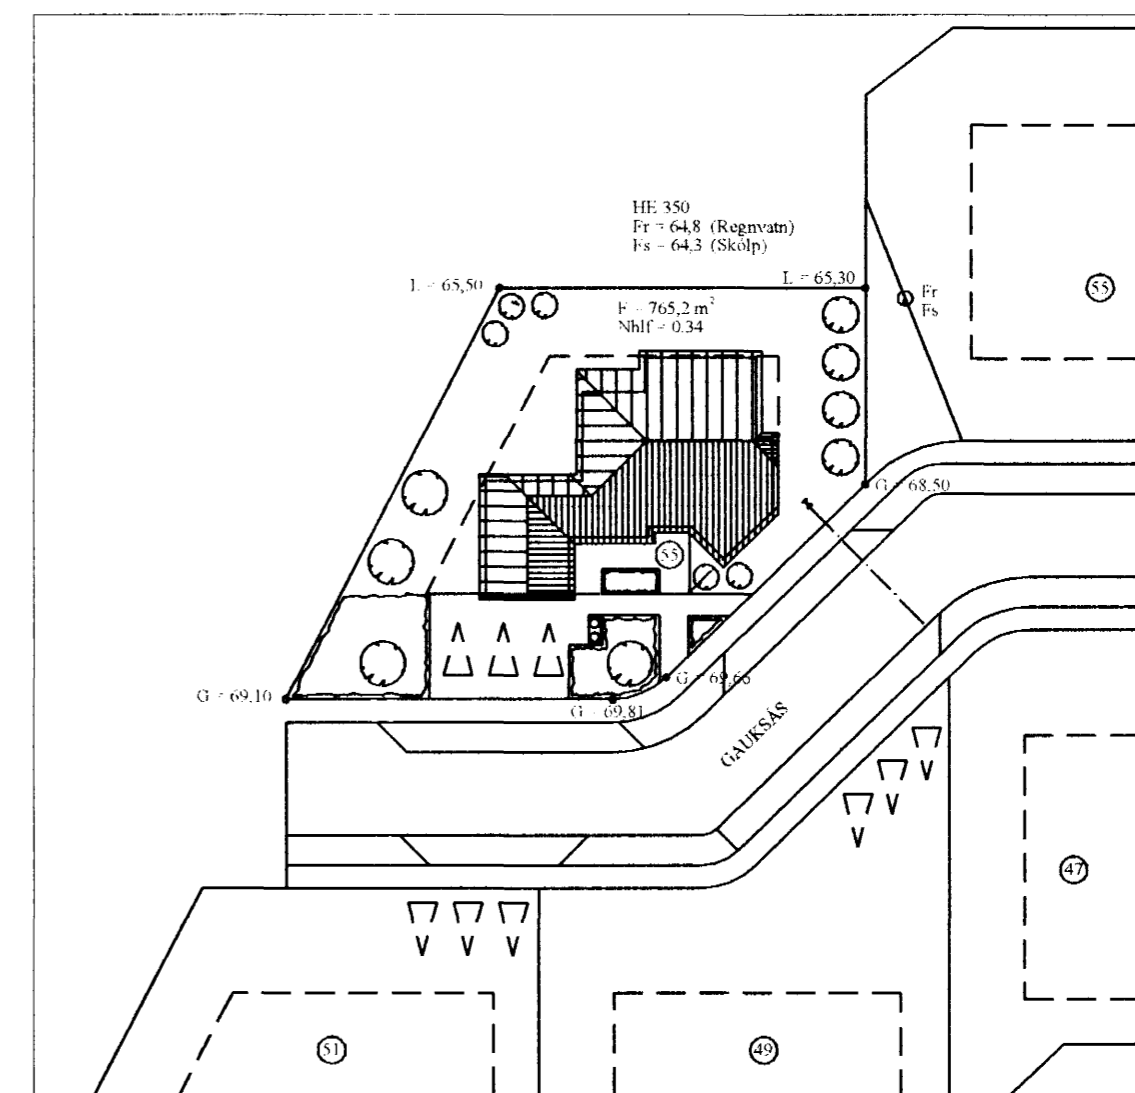 HE 350
Fr = 64,8 (Regnvatn)
Fs = 64,3 (Skólp)
L = 65,50
L = 65,30
F = 765,2 m²
Nhlf = 0.34
Fr
Fs
55
G = 68,50
55
G = 69,10
G = 69,81
G = 69,66
GAUKSÁS
47
51
49